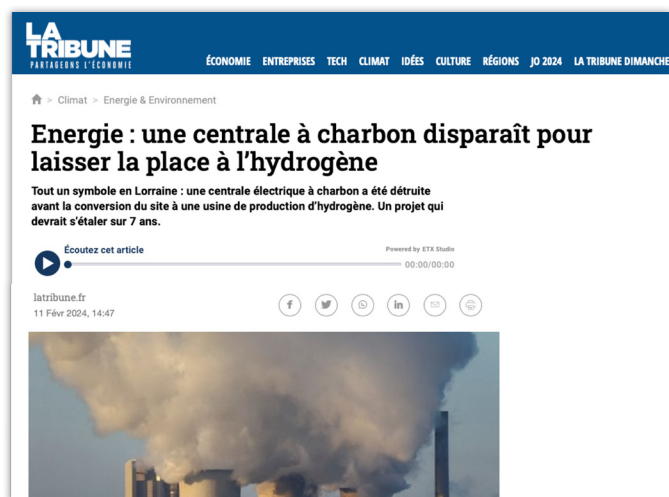 LA
TRIBUNE
PARTAGEONS L'ÉCONOMIE
ÉCONOMIE ENTREPRISES TECH CLIMAT IDÉES CULTURE RÉGIONS JO 2024 LA TRIBUNE DIMANCHE
> Climat > Energie & Environnement
Energie : une centrale à charbon disparaît pour
laisser la place à l'hydrogène
Tout un symbole en Lorraine : une centrale électrique à charbon a été détruite
avant la conversion du site à une usine de production d'hydrogène. Un projet qui
devrait s'étaler sur 7 ans.
Écoutez cet article
Powered by ETX Studio
00:00/00:00
latribune.fr
11 Févr 2024, 14:47